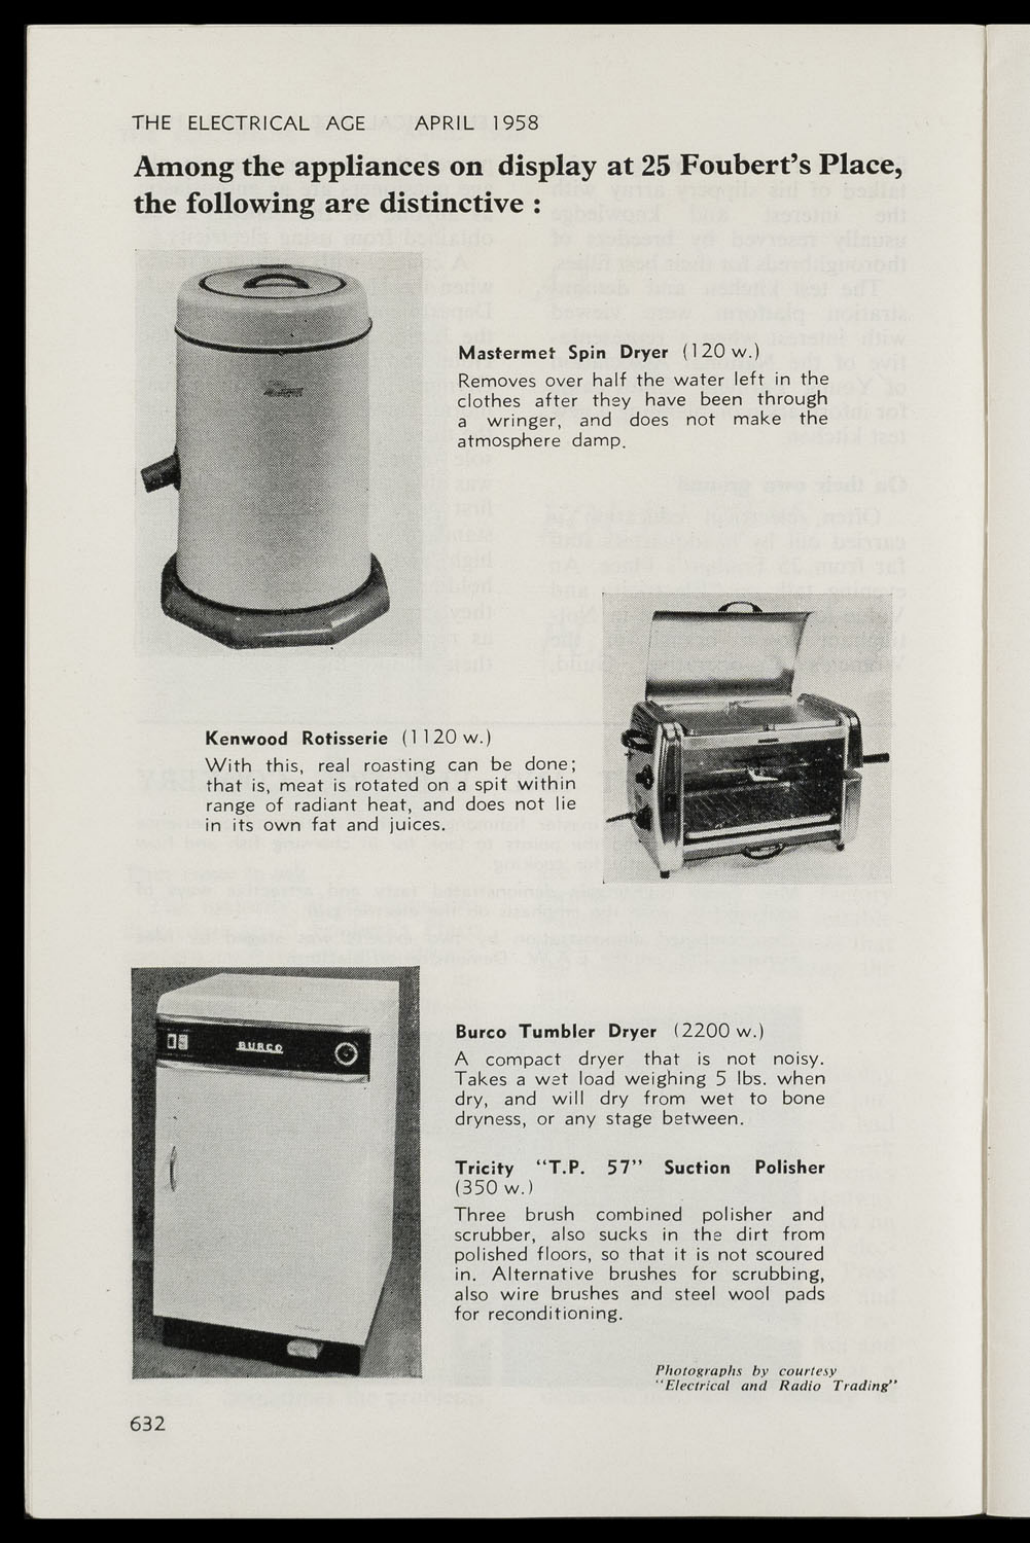 THE ELECTRICAL AGE APRIL 1958
Among the appliances on display at 25 Foubert's Place,
the following are distinctive :
Mastermet Spin Dryer (120 w.)
Removes over half the water left in the
clothes after they have been through
a wringer, and does not make the
atmosphere damp.
Kenwood Rotisserie (1120 w.)
With this, real roasting can be done;
that is, meat is rotated on a spit within
range of radiant heat, and does not lie
in its own fat and juices.
BURCO
Burco Tumbler Dryer (2200 w.)
A compact dryer that is not noisy.
Takes a wet load weighing 5 lbs. when
dry, and will dry from wet to bone
dryness, or any stage between.
Tricity "T.P. 57" Suction Polisher
(350 w.)
Three brush combined polisher and
scrubber, also sucks in the dirt from
polished floors, so that it is not scoured
in. Alternative brushes for scrubbing,
also wire brushes and steel wool pads
for reconditioning.
Photographs by courtesy
"Electrical and Radio Trading"
632